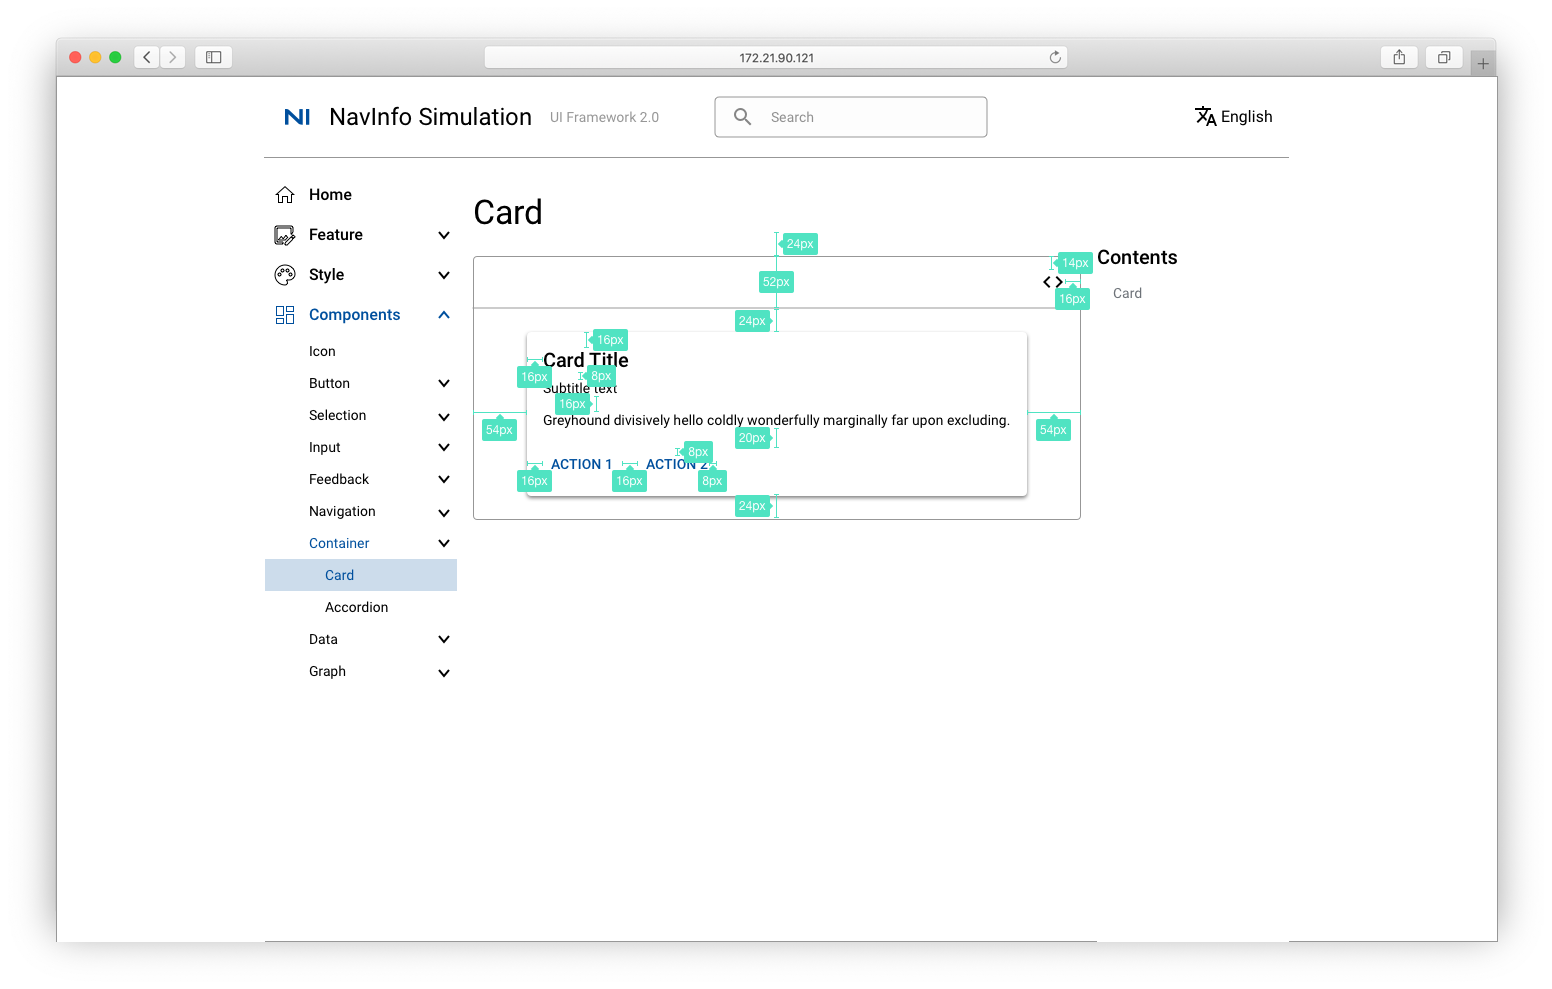 172.21.90.121
NI NavInfo Simulation UI Framework 2.0 Search English
Home
Feature
Style
Components
Icon
Button
Selection
Input
Feedback
Navigation
Container
Card
Accordion
Data
Graph
Card
24px
52px
14px
16px
24px
16px
Card Title
16px
8px
Subtitle text
16px
Greyhound divisively hello coldly wonderfully marginally far upon excluding.
54px
20px
54px
8px
ACTION 1 ACTION 2
16px
16px
8px
24px
Contents
Card